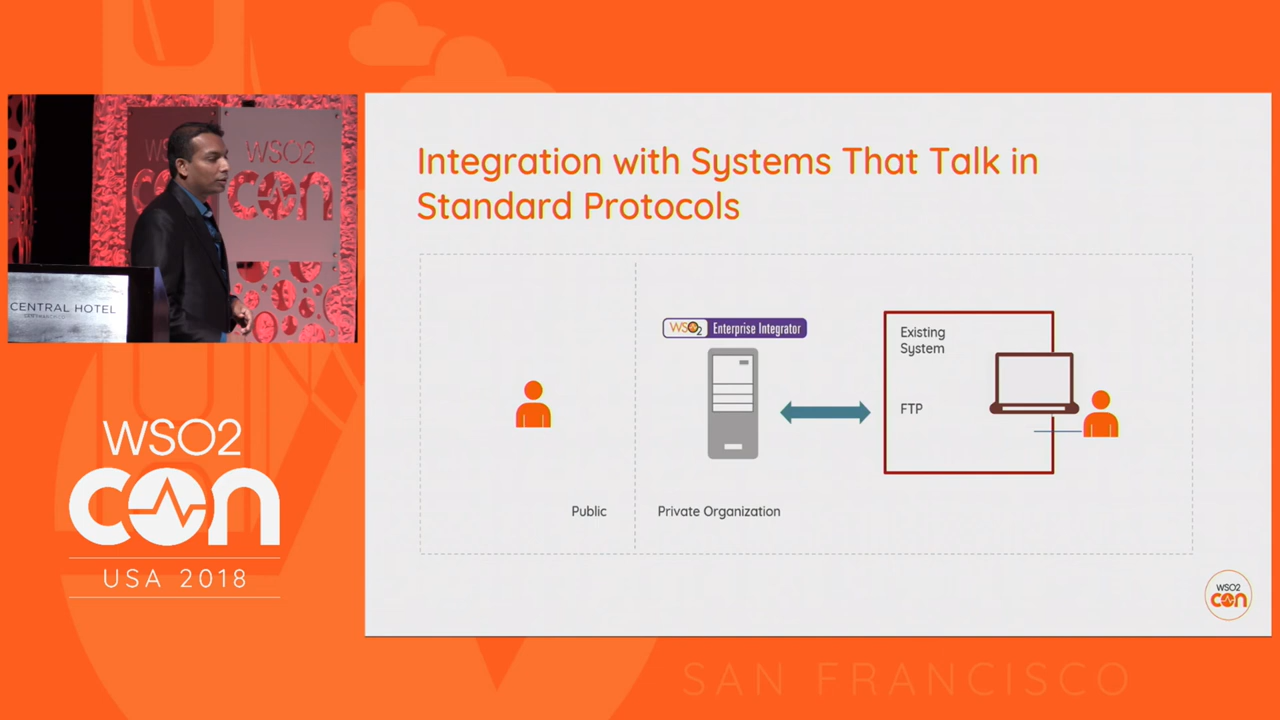 WSO2
con
CENTRAL HOTEL
WSO2
con
USA 2018
Integration with Systems That Talk in
Standard Protocols
WSO2 Enterprise Integrator
Existing
System
FTP
Public
Private Organization
WSO2
con
SAN FRANCISCO